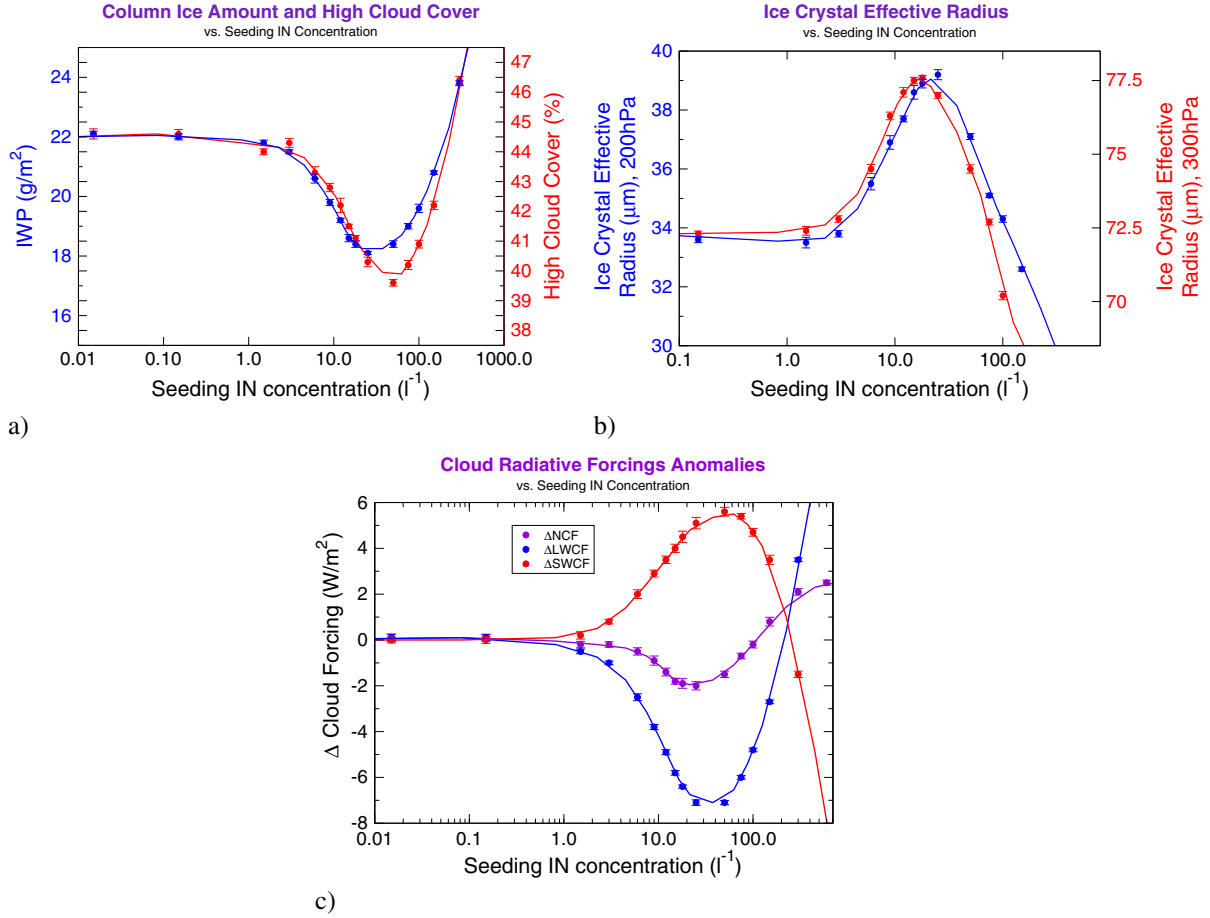 Column Ice Amount and High Cloud Cover
vs. Seeding IN Concentration
IWP (g/m²)
24
22
20
18
16
High Cloud Cover (%)
47
46
45
44
43
42
41
40
39
38
0.01
0.10
1.0
10.0
100.0
1000.0
Seeding IN concentration (l⁻¹)
a)
Ice Crystal Effective Radius
vs. Seeding IN Concentration
Ice Crystal Effective
Radius (μm), 200hPa
40
38
36
34
32
30
Ice Crystal Effective
Radius (μm), 300hPa
77.5
75
72.5
70
0.1
1.0
10.0
100.0
Seeding IN concentration (l⁻¹)
b)
Cloud Radiative Forcings Anomalies
vs. Seeding IN Concentration
Δ Cloud Forcing (W/m²)
6
4
2
0
-2
-4
-6
-8
ΔNCF
ΔLWCF
ΔSWCF
0.01
0.1
1.0
10.0
100.0
Seeding IN concentration (l⁻¹)
c)